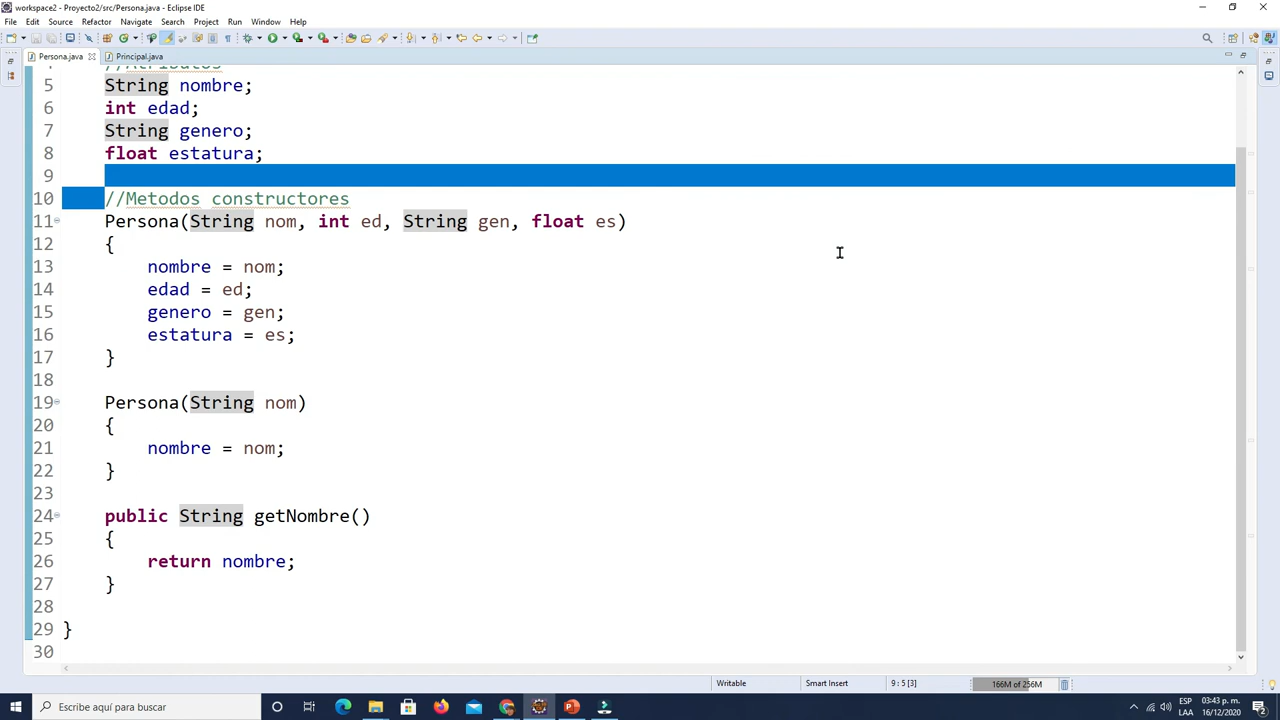 workspace2 - Proyecto2/src/Persona.java - Eclipse IDE
File Edit Source Refactor Navigate Search Project Run Window Help
Persona.java Principal.java
//Atributos
5 String nombre;
6 int edad;
7 String genero;
8 float estatura;
9
10 //Metodos constructores
11 Persona(String nom, int ed, String gen, float es)
12 {
13 nombre = nom;
14 edad = ed;
15 genero = gen;
16 estatura = es;
17 }
18
19 Persona(String nom)
20 {
21 nombre = nom;
22 }
23
24 public String getNombre()
25 {
26 return nombre;
27 }
28
29 }
30
Writable Smart Insert 9 : 5 [3] 166M of 256M
Escribe aquí para buscar
ESP 03:43 p. m.
LAA 16/12/2020
2